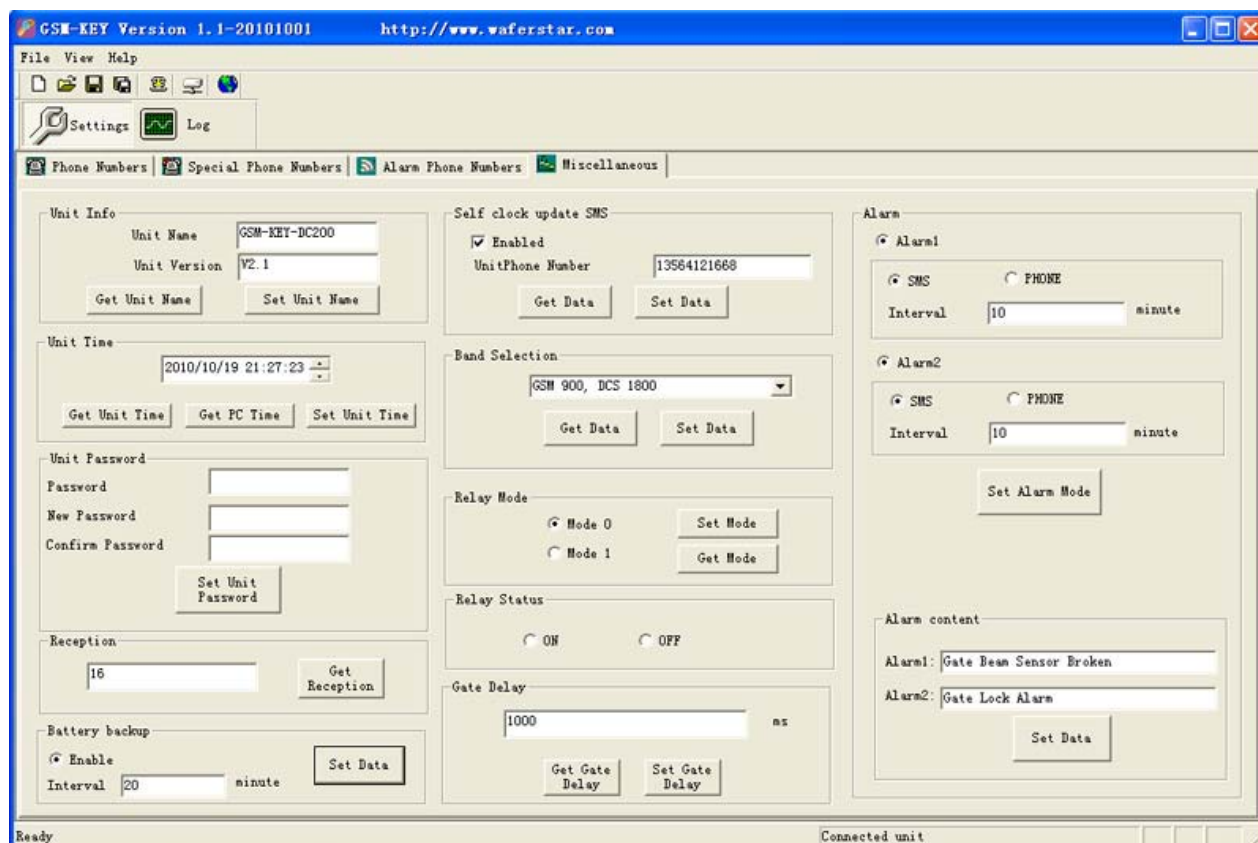 GSM-KEY Version 1.1-20101001 http://www.waferstar.com
File View Help
Settings Log
Phone Numbers Special Phone Numbers Alarm Phone Numbers Miscellaneous
Unit Info
Unit Name GSM-KEY-DC200
Unit Version V2.1
Get Unit Name Set Unit Name
Unit Time
2010/10/19 21:27:23
Get Unit Time Get PC Time Set Unit Time
Unit Password
Password
New Password
Confirm Password
Set Unit
Password
Reception
16
Get
Reception
Battery backup
Enable
Interval 20 minute
Set Data
Self clock update SMS
Enabled
UnitPhone Number 13564121668
Get Data Set Data
Band Selection
GSM 900, DCS 1800
Get Data Set Data
Relay Mode
Mode 0 Set Mode
Mode 1 Get Mode
Relay Status
ON OFF
Gate Delay
1000 ms
Get Gate
Delay
Set Gate
Delay
Alarm
Alarm1
SMS PHONE
Interval 10 minute
Alarm2
SMS PHONE
Interval 10 minute
Set Alarm Mode
Alarm content
Alarm1: Gate Beam Sensor Broken
Alarm2: Gate Lock Alarm
Set Data
Ready Connected unit